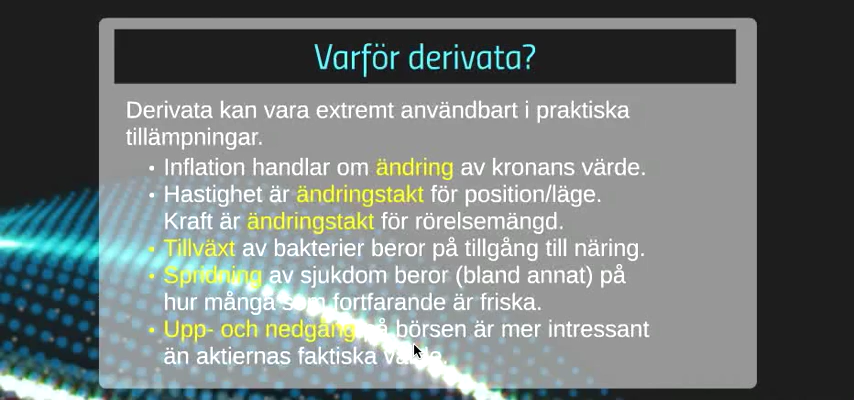 Varför derivata?
Derivata kan vara extremt användbart i praktiska
tillämpningar.
• Inflation handlar om ändring av kronans värde.
• Hastighet är ändringstakt för position/läge.
Kraft är ändringstakt för rörelsemängd.
• Tillväxt av bakterier beror på tillgång till näring.
• Spridning av sjukdom beror (bland annat) på
hur många som fortfarande är friska.
• Upp- och nedgång på börsen är mer intressant
än aktiernas faktiska